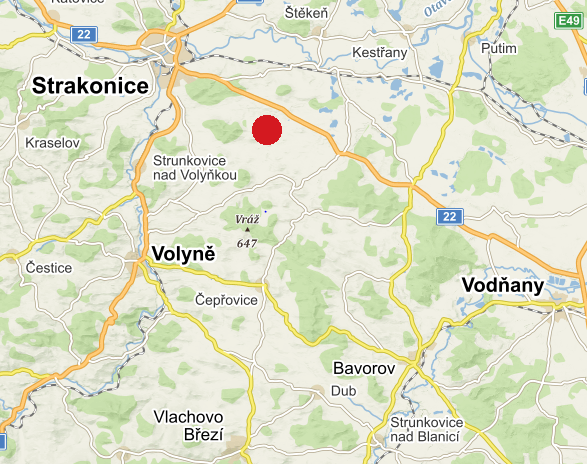 Katovice
Štěkeň
Otava
E49
22
Kestřany
Putim
Strakonice
Kraselov
Strunkovice
nad Volyňkou
Vráž
647
22
Volyně
Čestice
Čepřovice
Vodňany
Bavorov
Dub
Vlachovo
Březí
Strunkovice
nad Blanicí